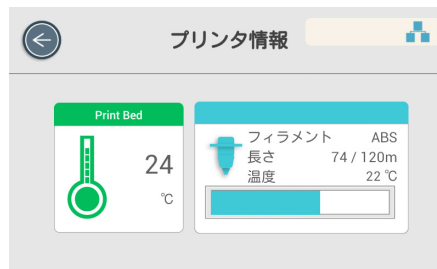 プリンタ情報
Print Bed
24
℃
フィラメント ABS
長さ 74 / 120m
温度 22 ℃